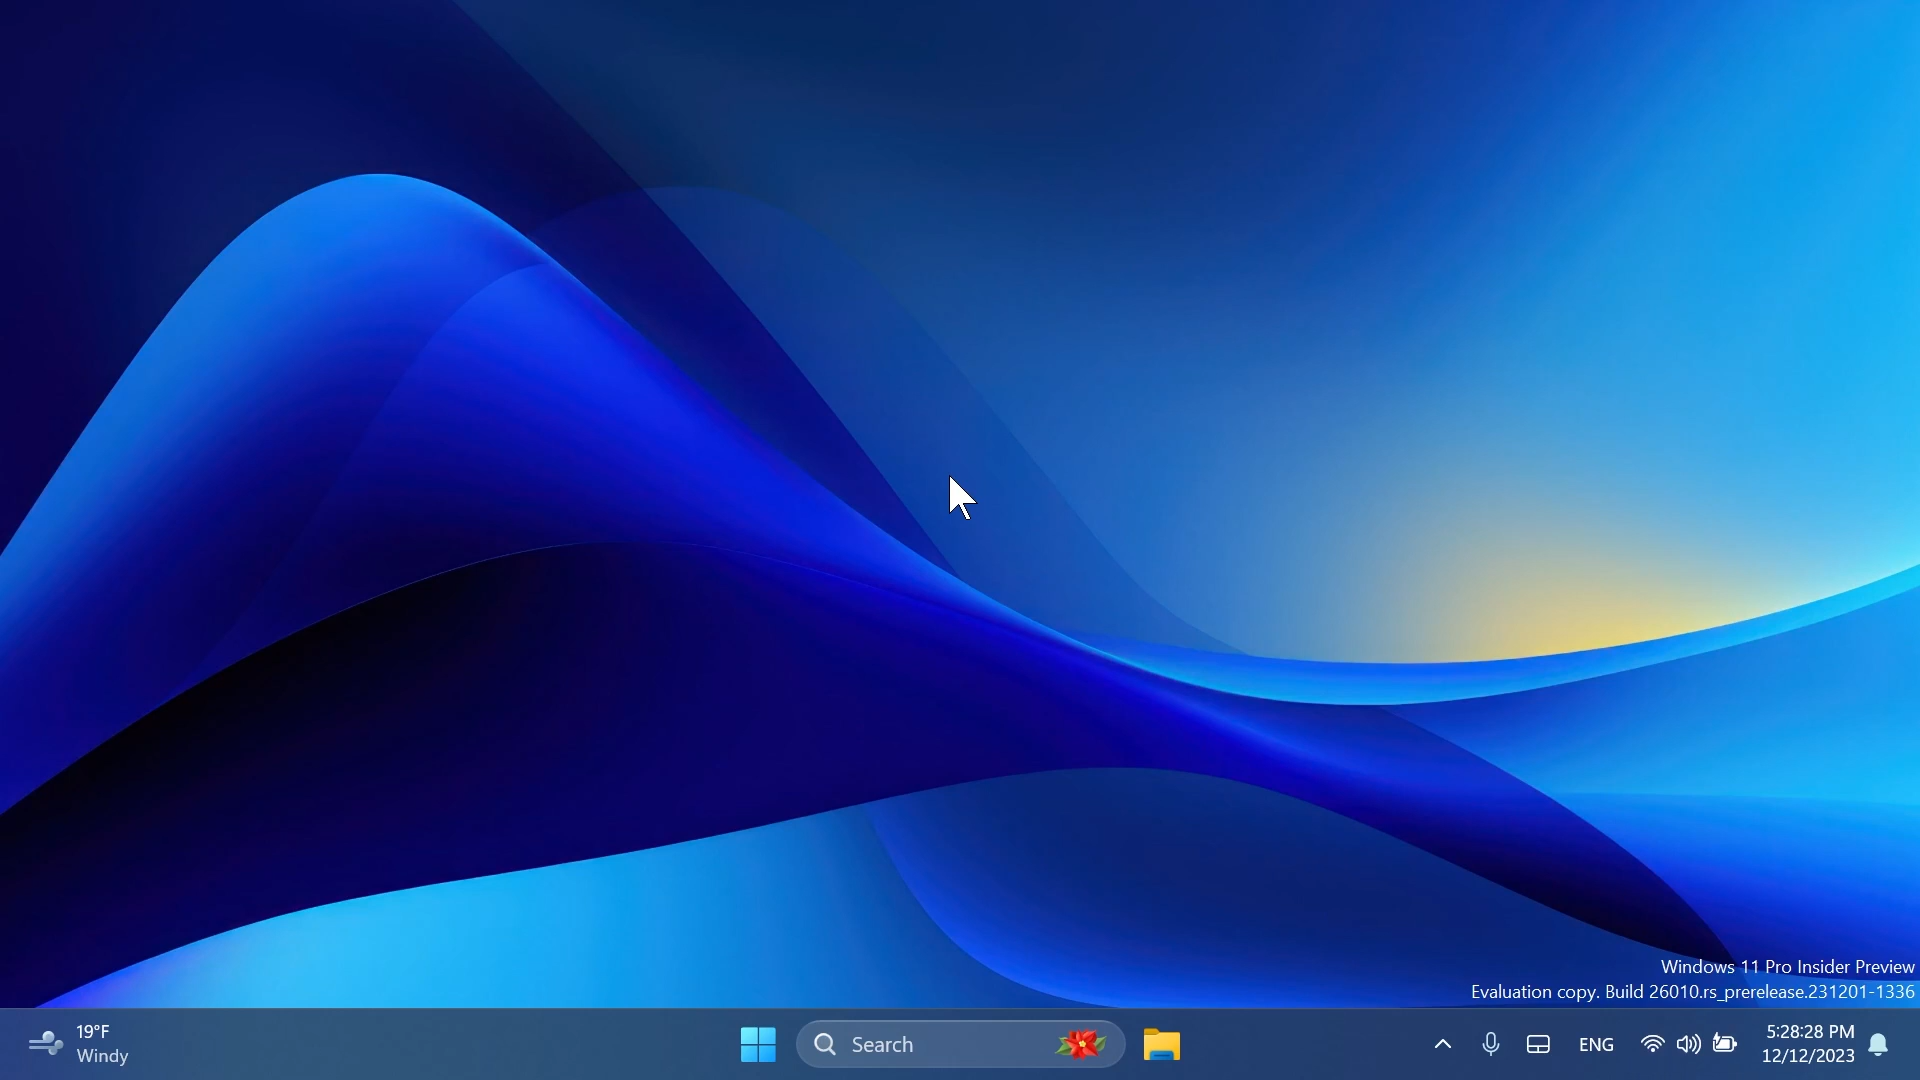 Windows 11 Pro Insider Preview
Evaluation copy. Build 26010.rs_prerelease.231201-1336
19°F
Windy
Search
ENG
5:28:28 PM
12/12/2023